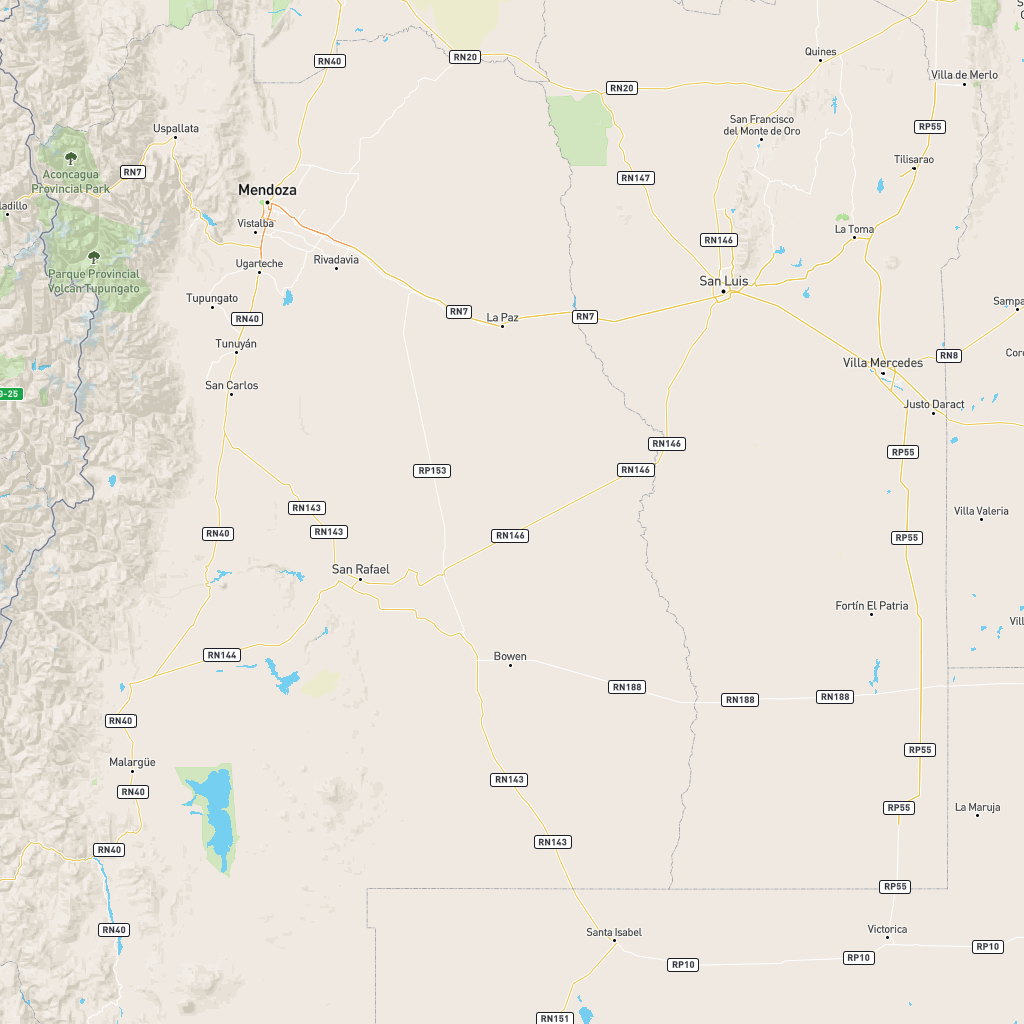 Quines
RN40
RN20
Villa de Merlo
RN20
San Francisco
del Monte de Oro
Uspallata
RP55
Tilisarao
RN7
Aconcagua
Provincial Park
RN147
Mendoza
ladillo
Vistalba
La Toma
RN146
Rivadavia
Ugarteche
Parque Provincial
Volcán Tupungato
San Luis
Tupungato
Sampa
RN7
La Paz
RN7
RN40
Tunuyán
RN8
Villa Mercedes
San Carlos
9-25
Justo Daract
RN146
RP55
RP153
RN146
RN143
Villa Valeria
RN143
RN40
RN146
RP55
San Rafael
Fortín El Patria
RN144
Bowen
RN188
RN188
RN188
RN40
RP55
Malargüe
RN143
RN40
RP55
La Maruja
RN143
RN40
RP55
RN40
Santa Isabel
Victorica
RP10
RP10
RP10
RN151